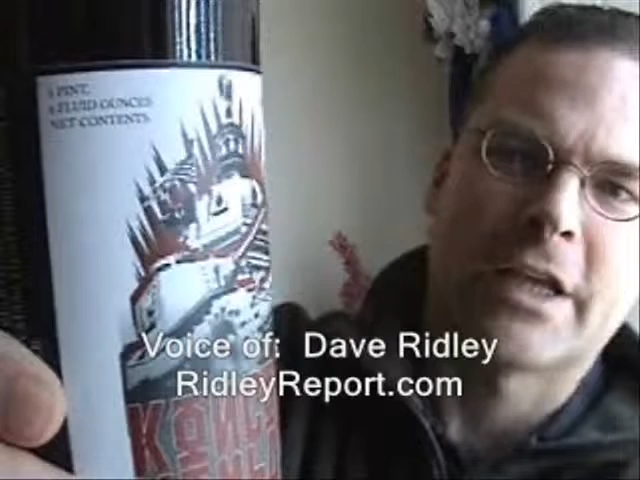 1 PINT,
6 FLUID OUNCES
NET CONTENTS
Voice of: Dave Ridley
RidleyReport.com